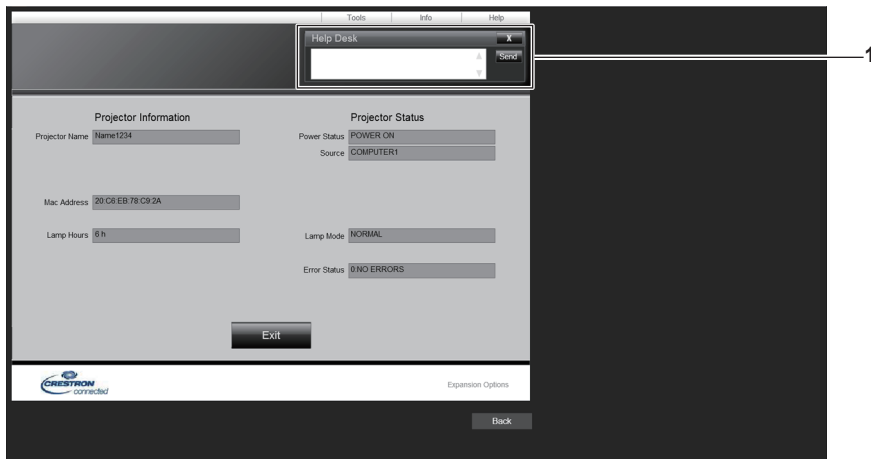 Tools Info Help
Help Desk X
Send
1
Projector Information Projector Status
Projector Name Name1234 Power Status POWER ON
Source COMPUTER1
Mac Address 20:C6:EB:78:C9:2A
Lamp Hours 6 h Lamp Mode NORMAL
Error Status 0:NO ERRORS
Exit
CRESTRON
connected
Expansion Options
Back